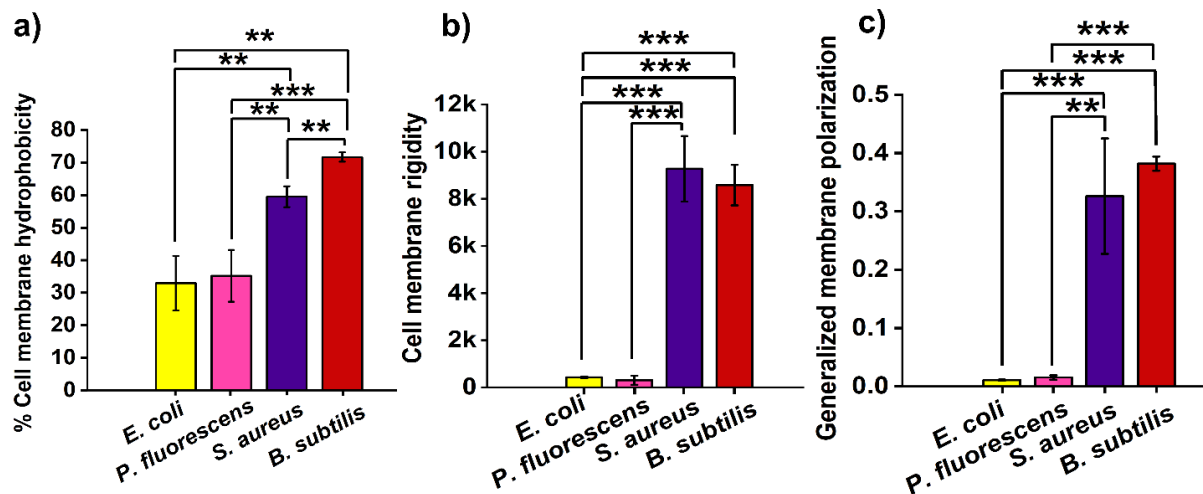 a)
**
**
***
**
**
80
70
60
50
40
30
20
10
0
% Cell membrane hydrophobicity
E. coli
P. fluorescens
S. aureus
B. subtilis
b)
***
***
***
***
12k
10k
8k
6k
4k
2k
0
Cell membrane rigidity
E. coli
P. fluorescens
S. aureus
B. subtilis
c)
***
***
***
**
0.5
0.4
0.3
0.2
0.1
0.0
Generalized membrane polarization
E. coli
P. fluorescens
S. aureus
B. subtilis